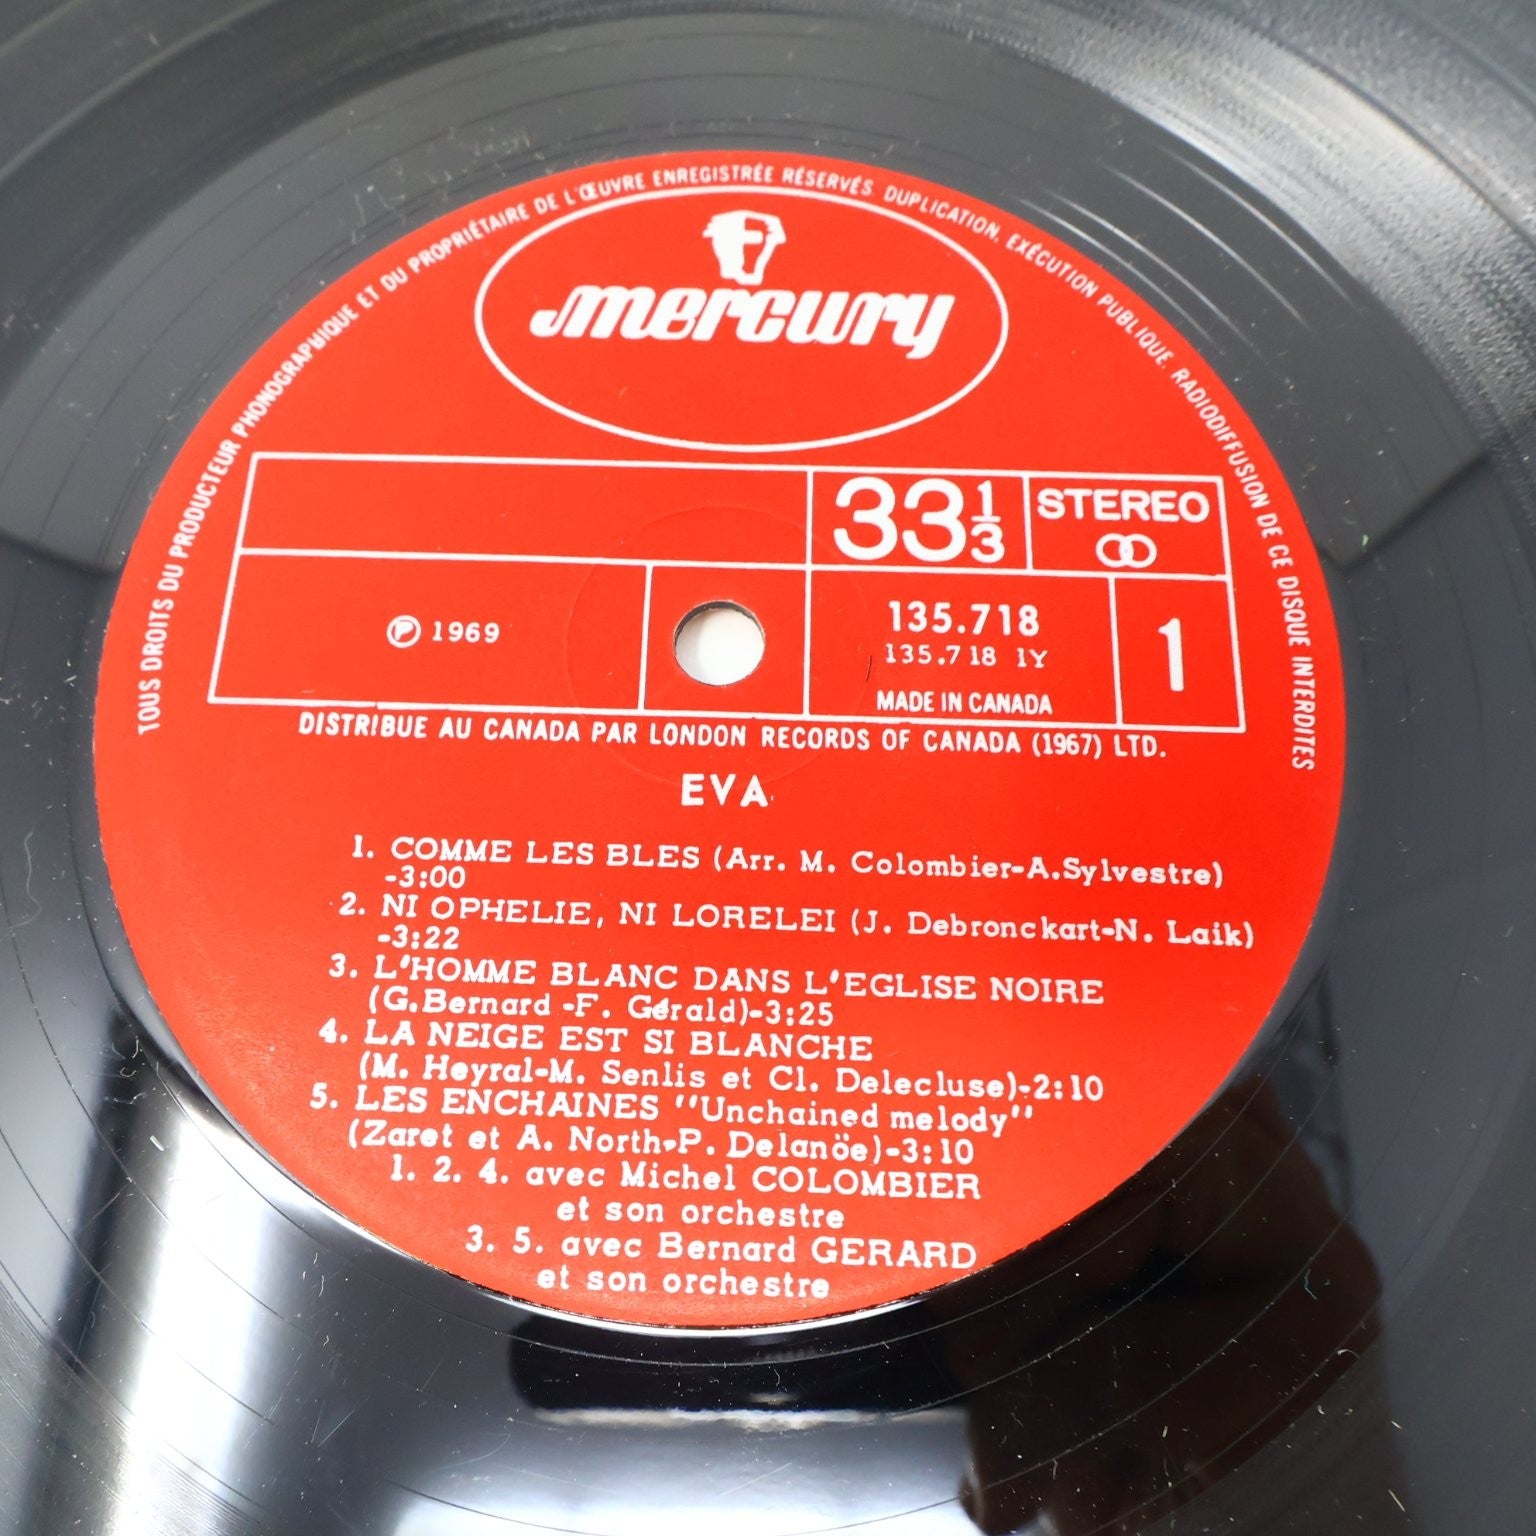 TOUS DROITS DU PRODUCTEUR PHONOGRAPHIQUE ET DU PROPRIÉTAIRE DE L'ŒUVRE ENREGISTRÉE RÉSERVÉS. DUPLICATION, EXÉCUTION PUBLIQUE, RADIODIFFUSION DE CE DISQUE INTERDITES
mercury
33 1/3 STEREO
℗ 1969
135.718
135.718 1Y
MADE IN CANADA
1
DISTRIBUE AU CANADA PAR LONDON RECORDS OF CANADA (1967) LTD.
EVA
1. COMME LES BLES (Arr. M. Colombier-A.Sylvestre)
-3:00
2. NI OPHELIE, NI LORELEI (J. Debronckart-N. Laik)
-3:22
3. L'HOMME BLANC DANS L'EGLISE NOIRE
(G.Bernard -F. Gérald)-3:25
4. LA NEIGE EST SI BLANCHE
(M. Heyral-M. Senlis et Cl. Delecluse)-2:10
5. LES ENCHAINES "Unchained melody"
(Zaret et A. North-P. Delanöe)-3:10
1. 2. 4. avec Michel COLOMBIER
et son orchestre
3. 5. avec Bernard GERARD
et son orchestre